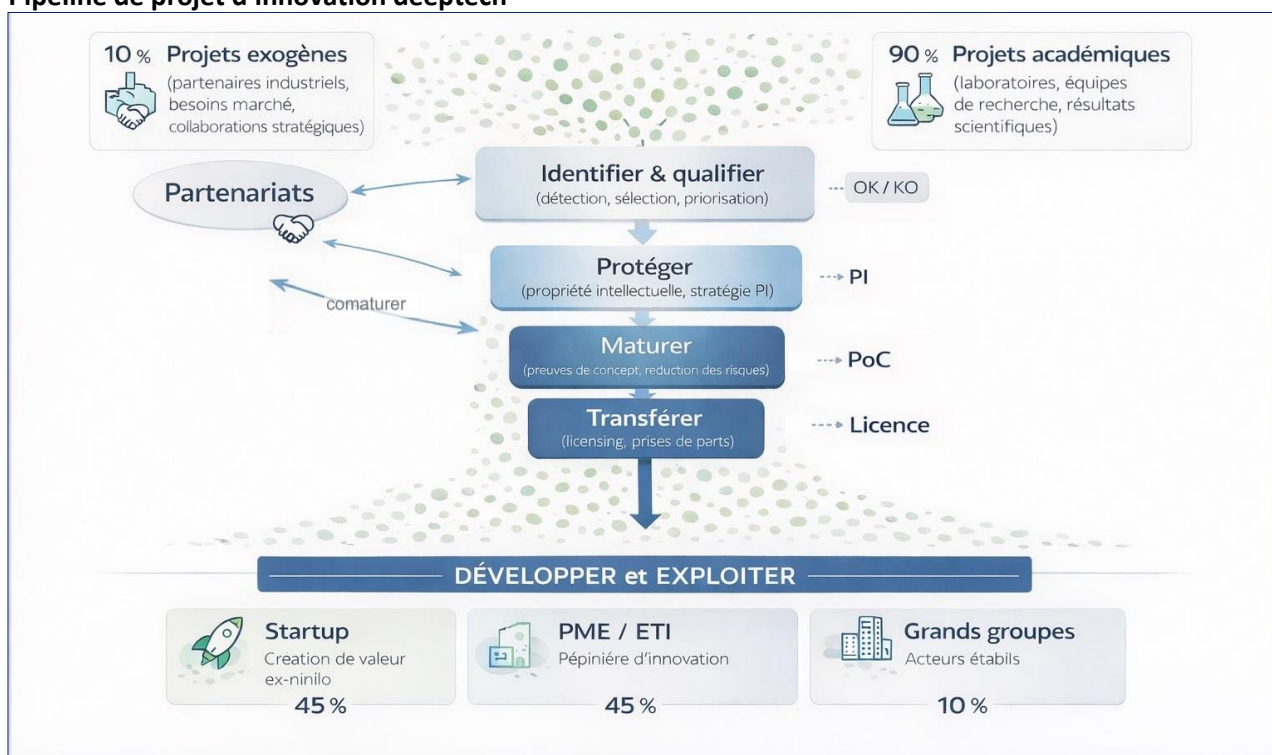 Pipeline de projet d'innovation deeptech
10 % Projets exogènes
(partenaires industriels,
besoins marché,
collaborations stratégiques)
90 % Projets académiques
(laboratoires, équipes
de recherche, résultats
scientifiques)
Partenariats
Identifier & qualifier
(détection, sélection, priorisation)
OK / KO
Protéger
(propriété intellectuelle, stratégie PI)
PI
comaturer
Maturer
(preuves de concept, reduction des risques)
PoC
Transférer
(licensing, prises de parts)
Licence
DÉVELOPPER et EXPLOITER
Startup
Creation de valeur
ex-ninilo
45 %
PME / ETI
Pépiniére d'innovation
45 %
Grands groupes
Acteurs étabils
10 %